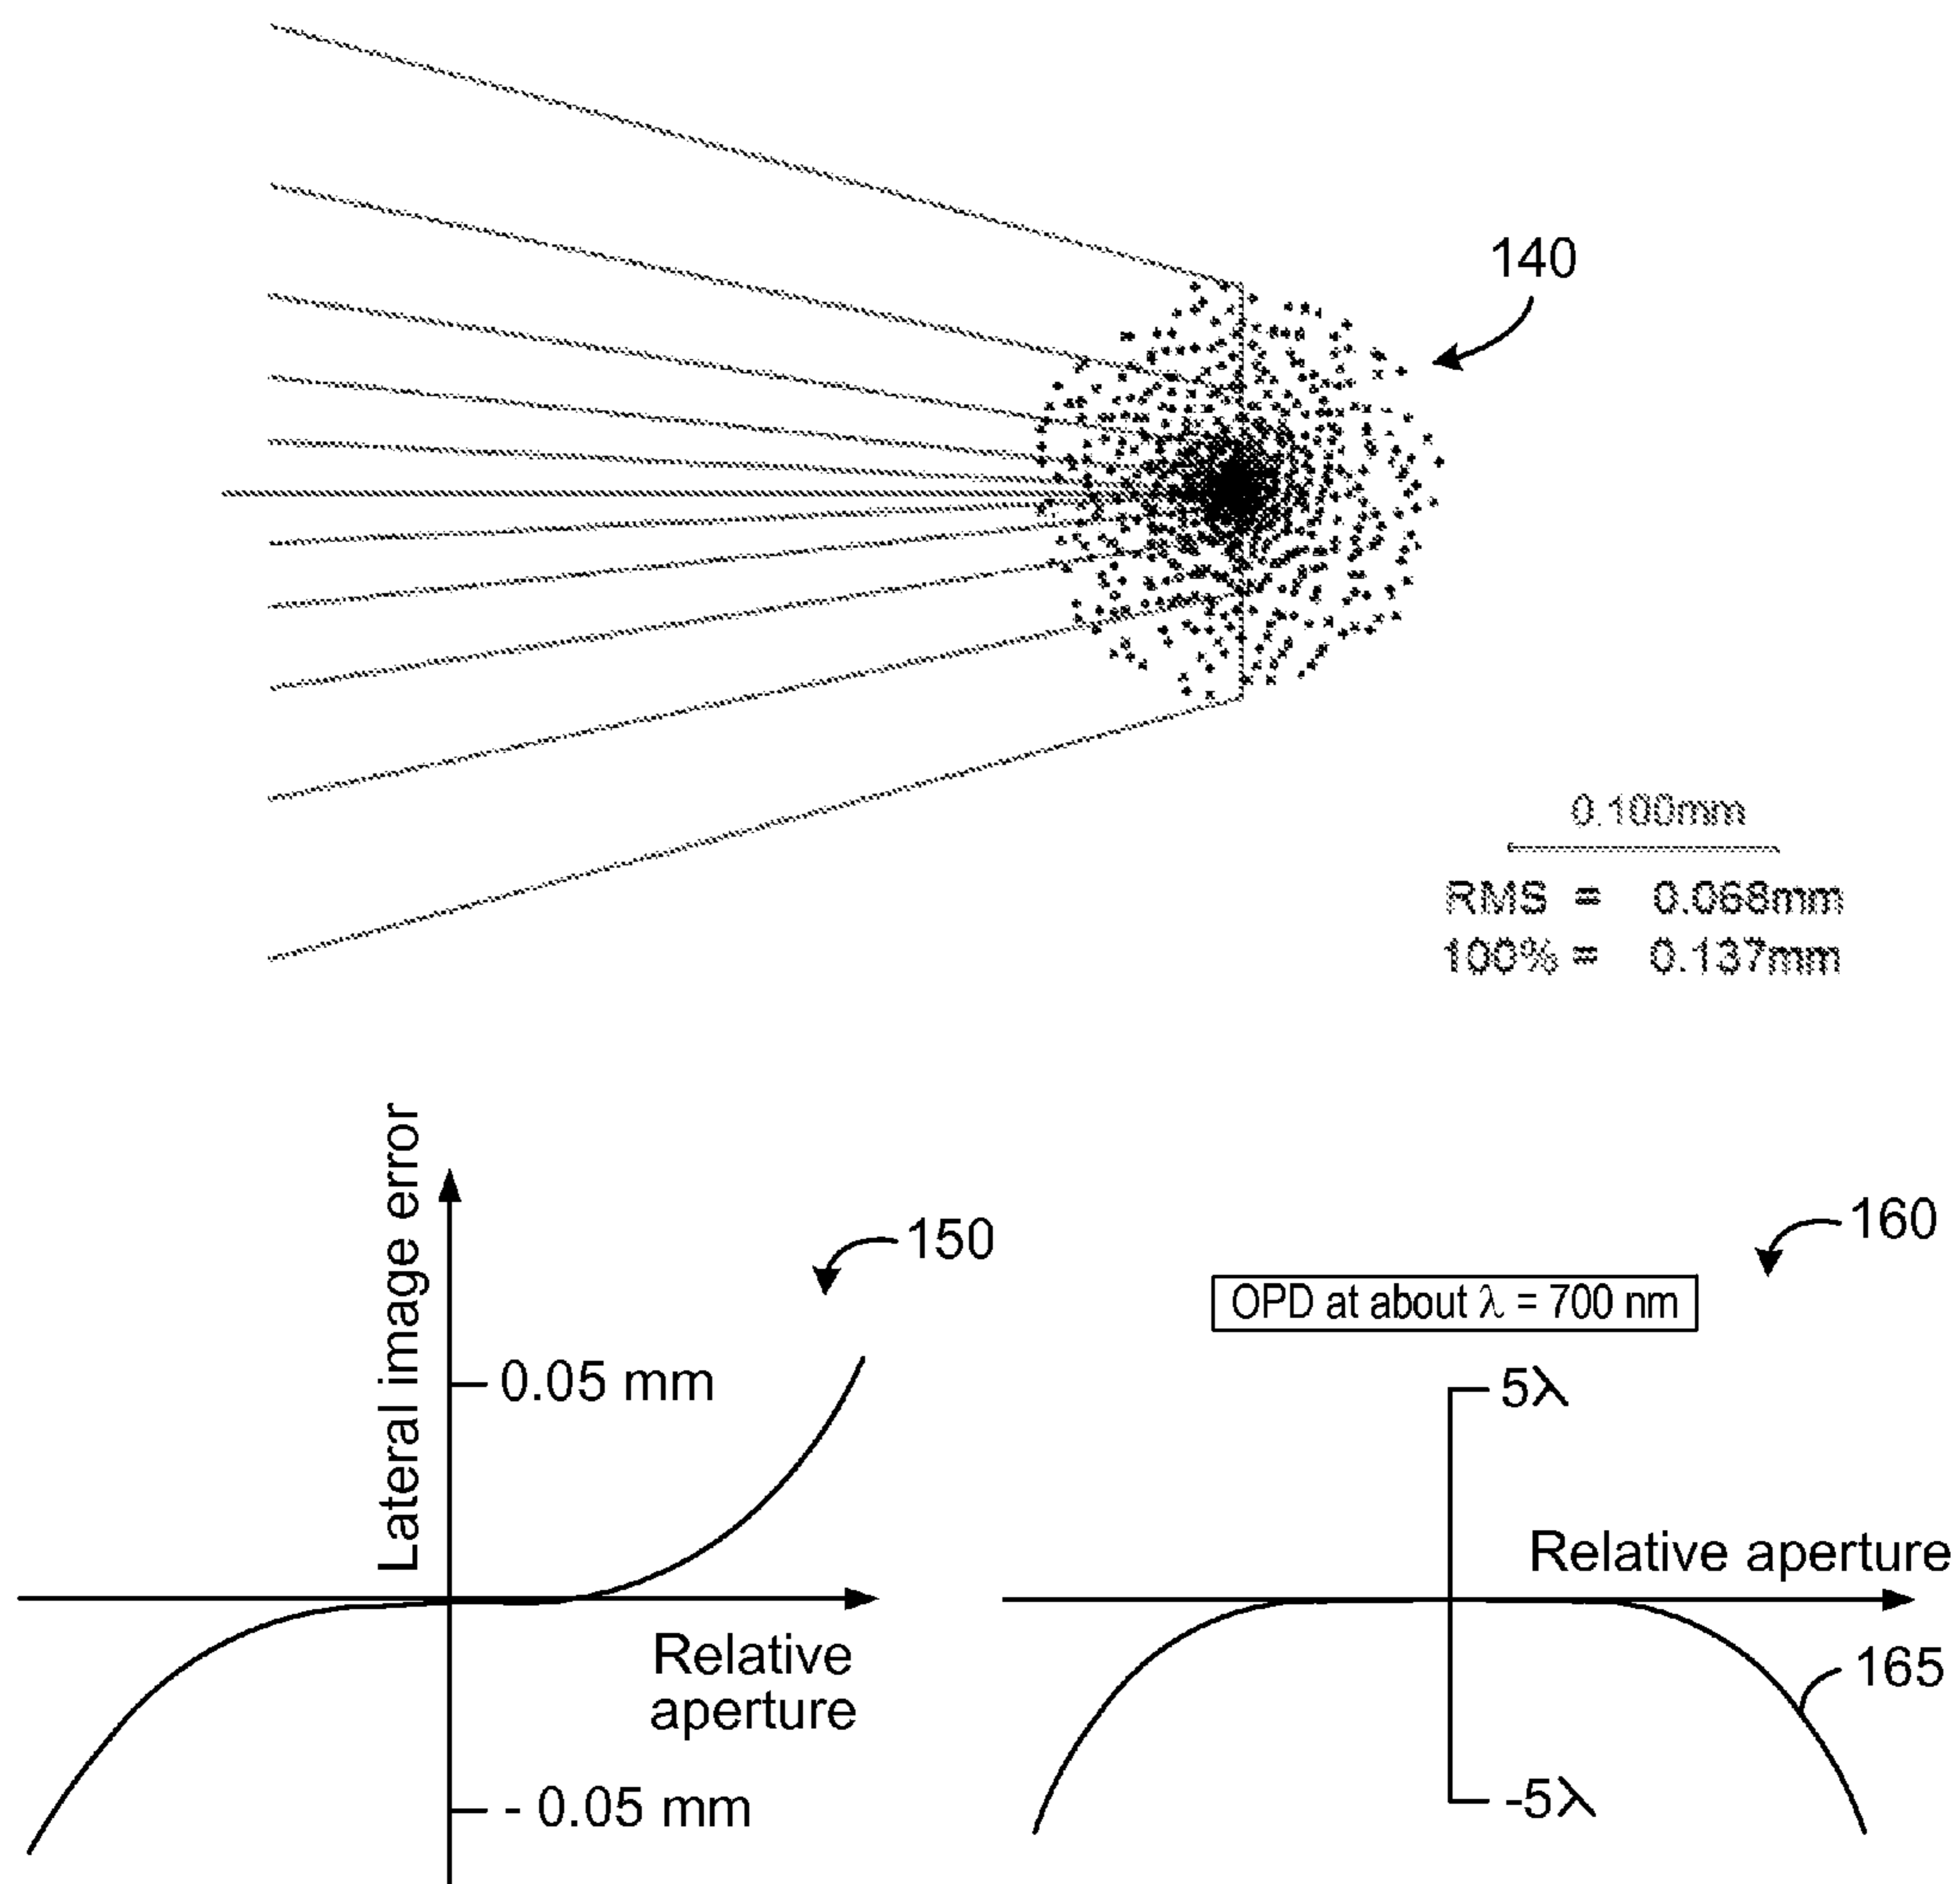 140
0.100mm
RMS = 0.068mm
100% = 0.137mm
Lateral image error
150
0.05 mm
Relative
aperture
- 0.05 mm
160
OPD at about λ = 700 nm
5λ
Relative aperture
165
-5λ